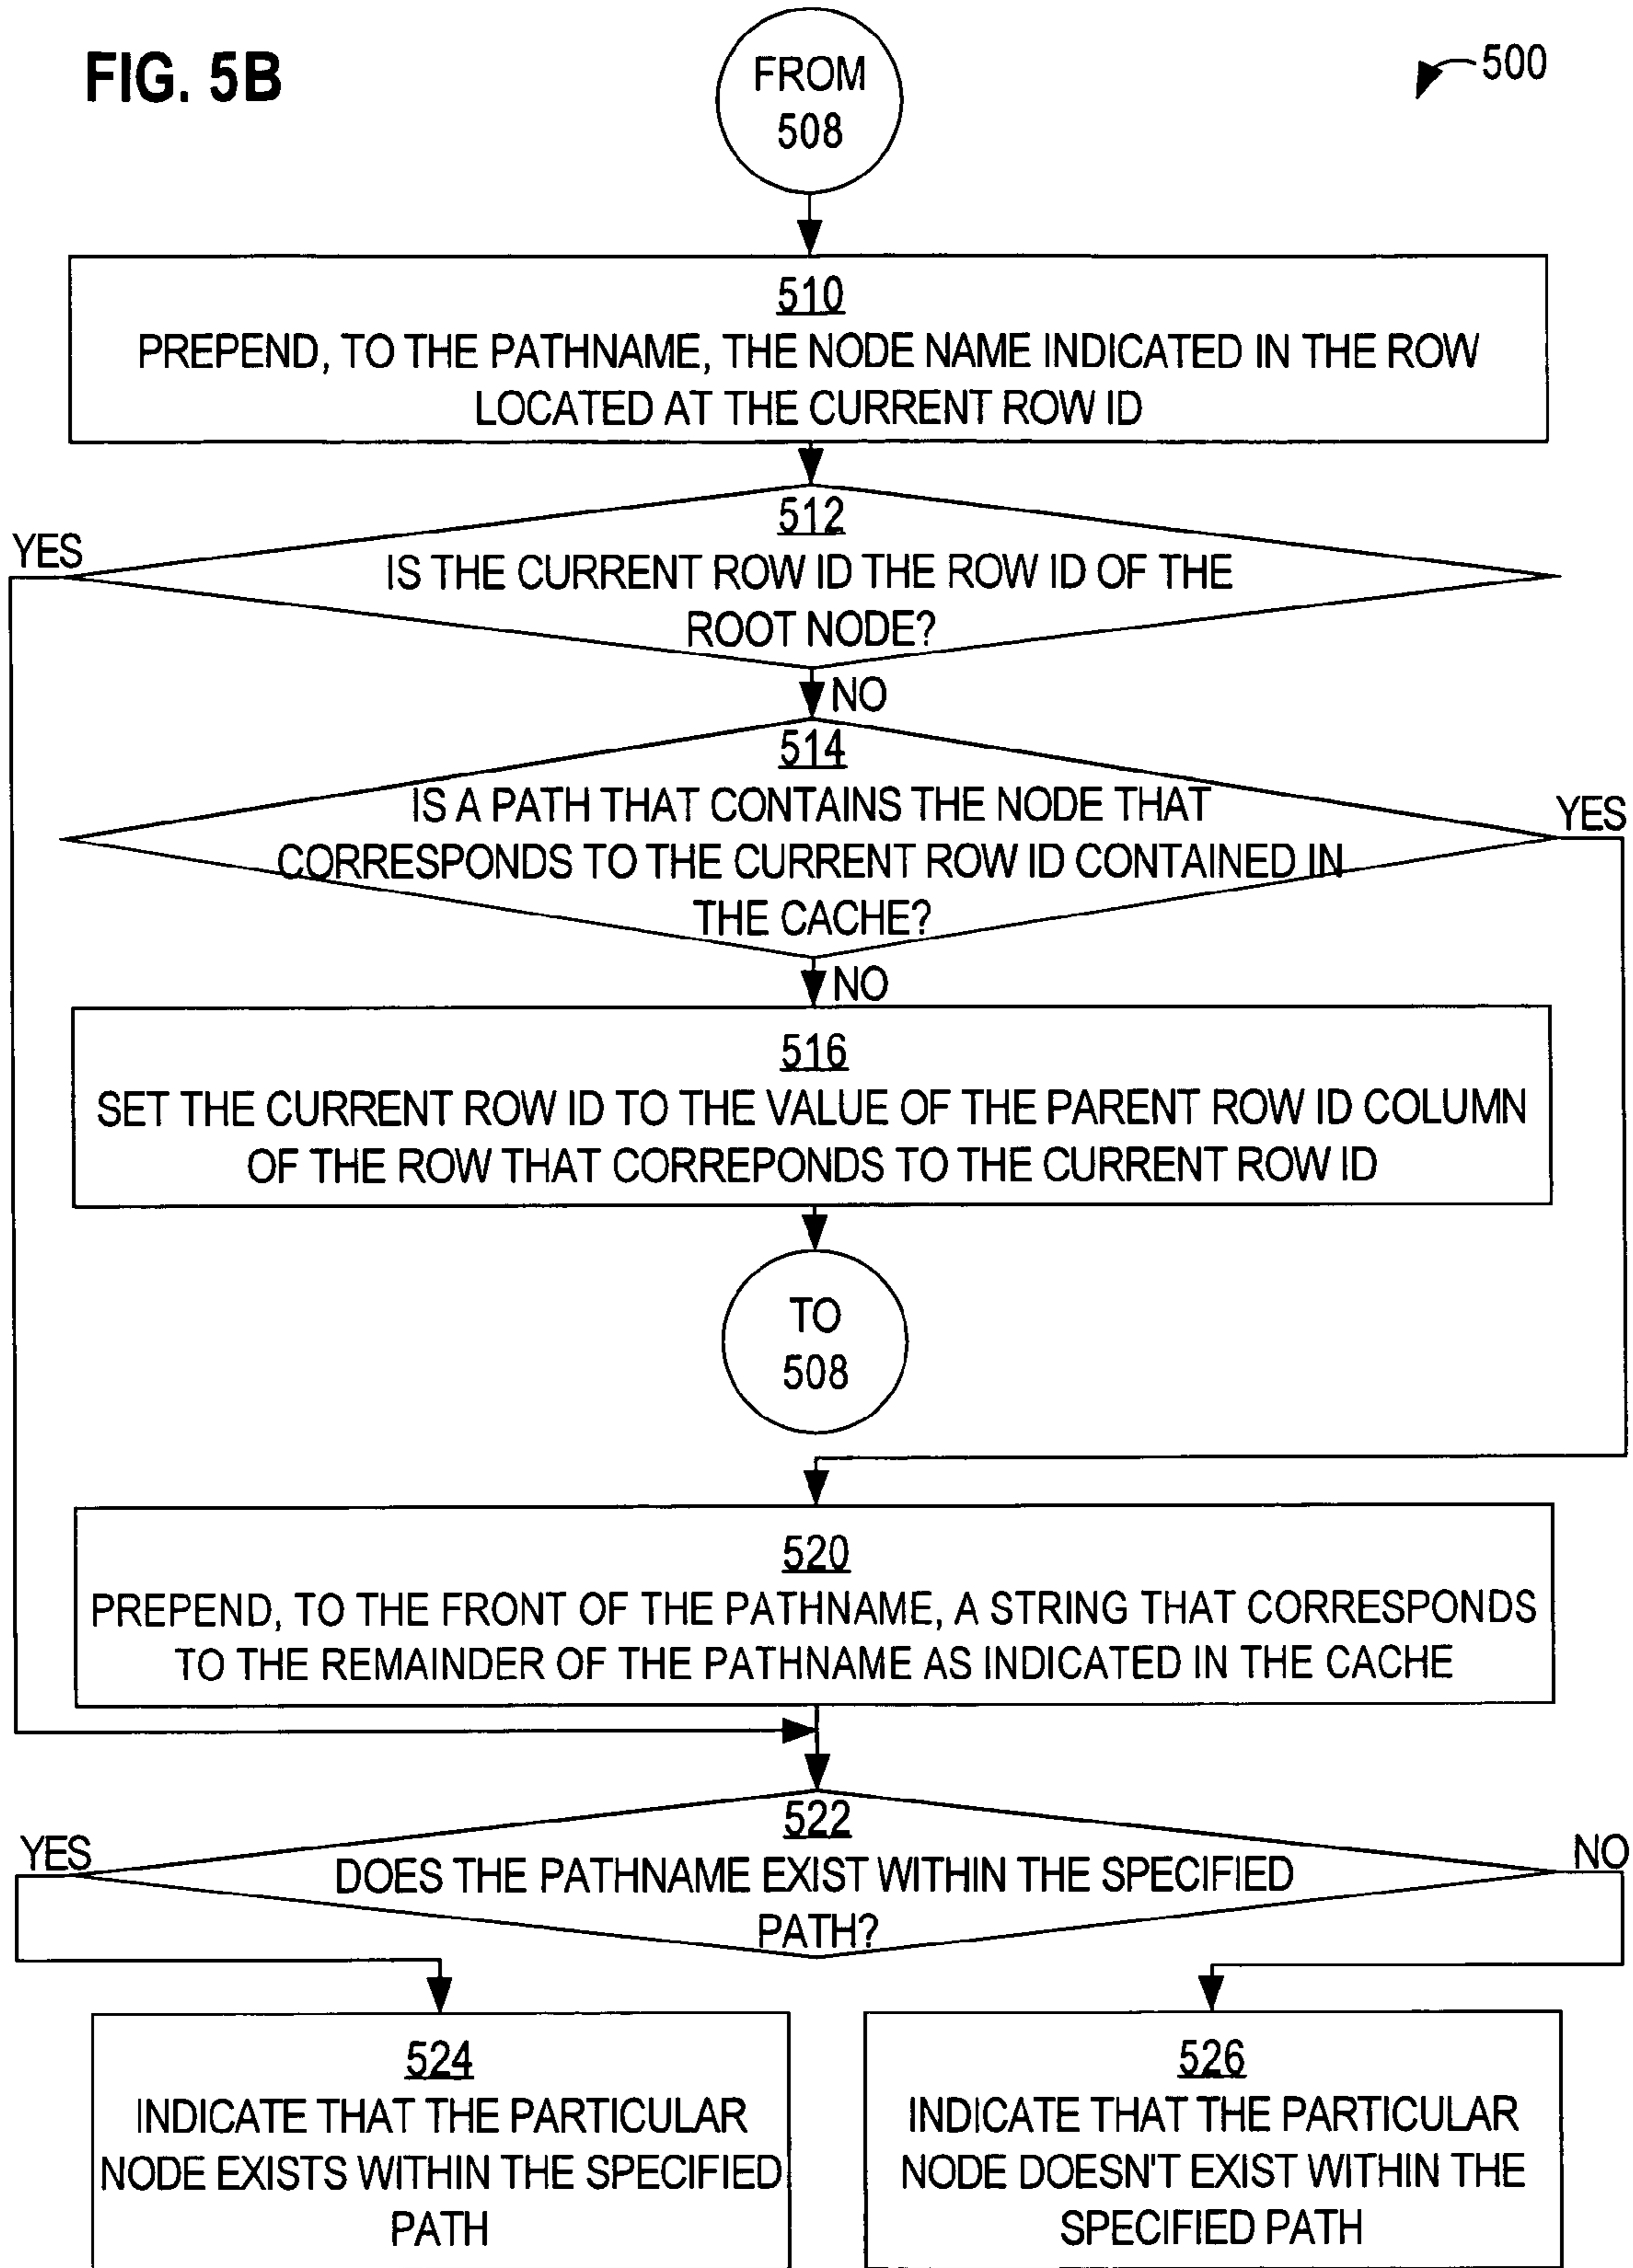 FIG. 5B
500
FROM
508
510
PREPEND, TO THE PATHNAME, THE NODE NAME INDICATED IN THE ROW
LOCATED AT THE CURRENT ROW ID
512
YES
IS THE CURRENT ROW ID THE ROW ID OF THE
ROOT NODE?
NO
514
IS A PATH THAT CONTAINS THE NODE THAT
YES
CORRESPONDS TO THE CURRENT ROW ID CONTAINED IN
THE CACHE?
NO
516
SET THE CURRENT ROW ID TO THE VALUE OF THE PARENT ROW ID COLUMN
OF THE ROW THAT CORREPONDS TO THE CURRENT ROW ID
TO
508
520
PREPEND, TO THE FRONT OF THE PATHNAME, A STRING THAT CORRESPONDS
TO THE REMAINDER OF THE PATHNAME AS INDICATED IN THE CACHE
522
YES
NO
DOES THE PATHNAME EXIST WITHIN THE SPECIFIED
PATH?
524
INDICATE THAT THE PARTICULAR
NODE EXISTS WITHIN THE SPECIFIED
PATH
526
INDICATE THAT THE PARTICULAR
NODE DOESN'T EXIST WITHIN THE
SPECIFIED PATH